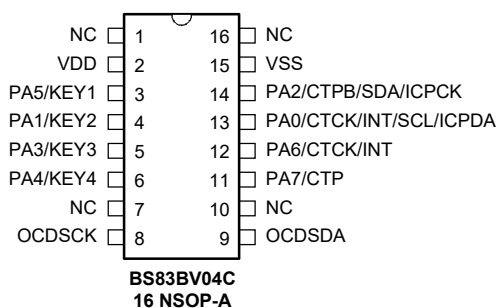 NC 1 16 NC
VDD 2 15 VSS
PA5/KEY1 3 14 PA2/CTPB/SDA/ICPCK
PA1/KEY2 4 13 PA0/CTCK/INT/SCL/ICPDA
PA3/KEY3 5 12 PA6/CTCK/INT
PA4/KEY4 6 11 PA7/CTP
NC 7 10 NC
OCDSCK 8 9 OCDSDA
BS83BV04C
16 NSOP-A